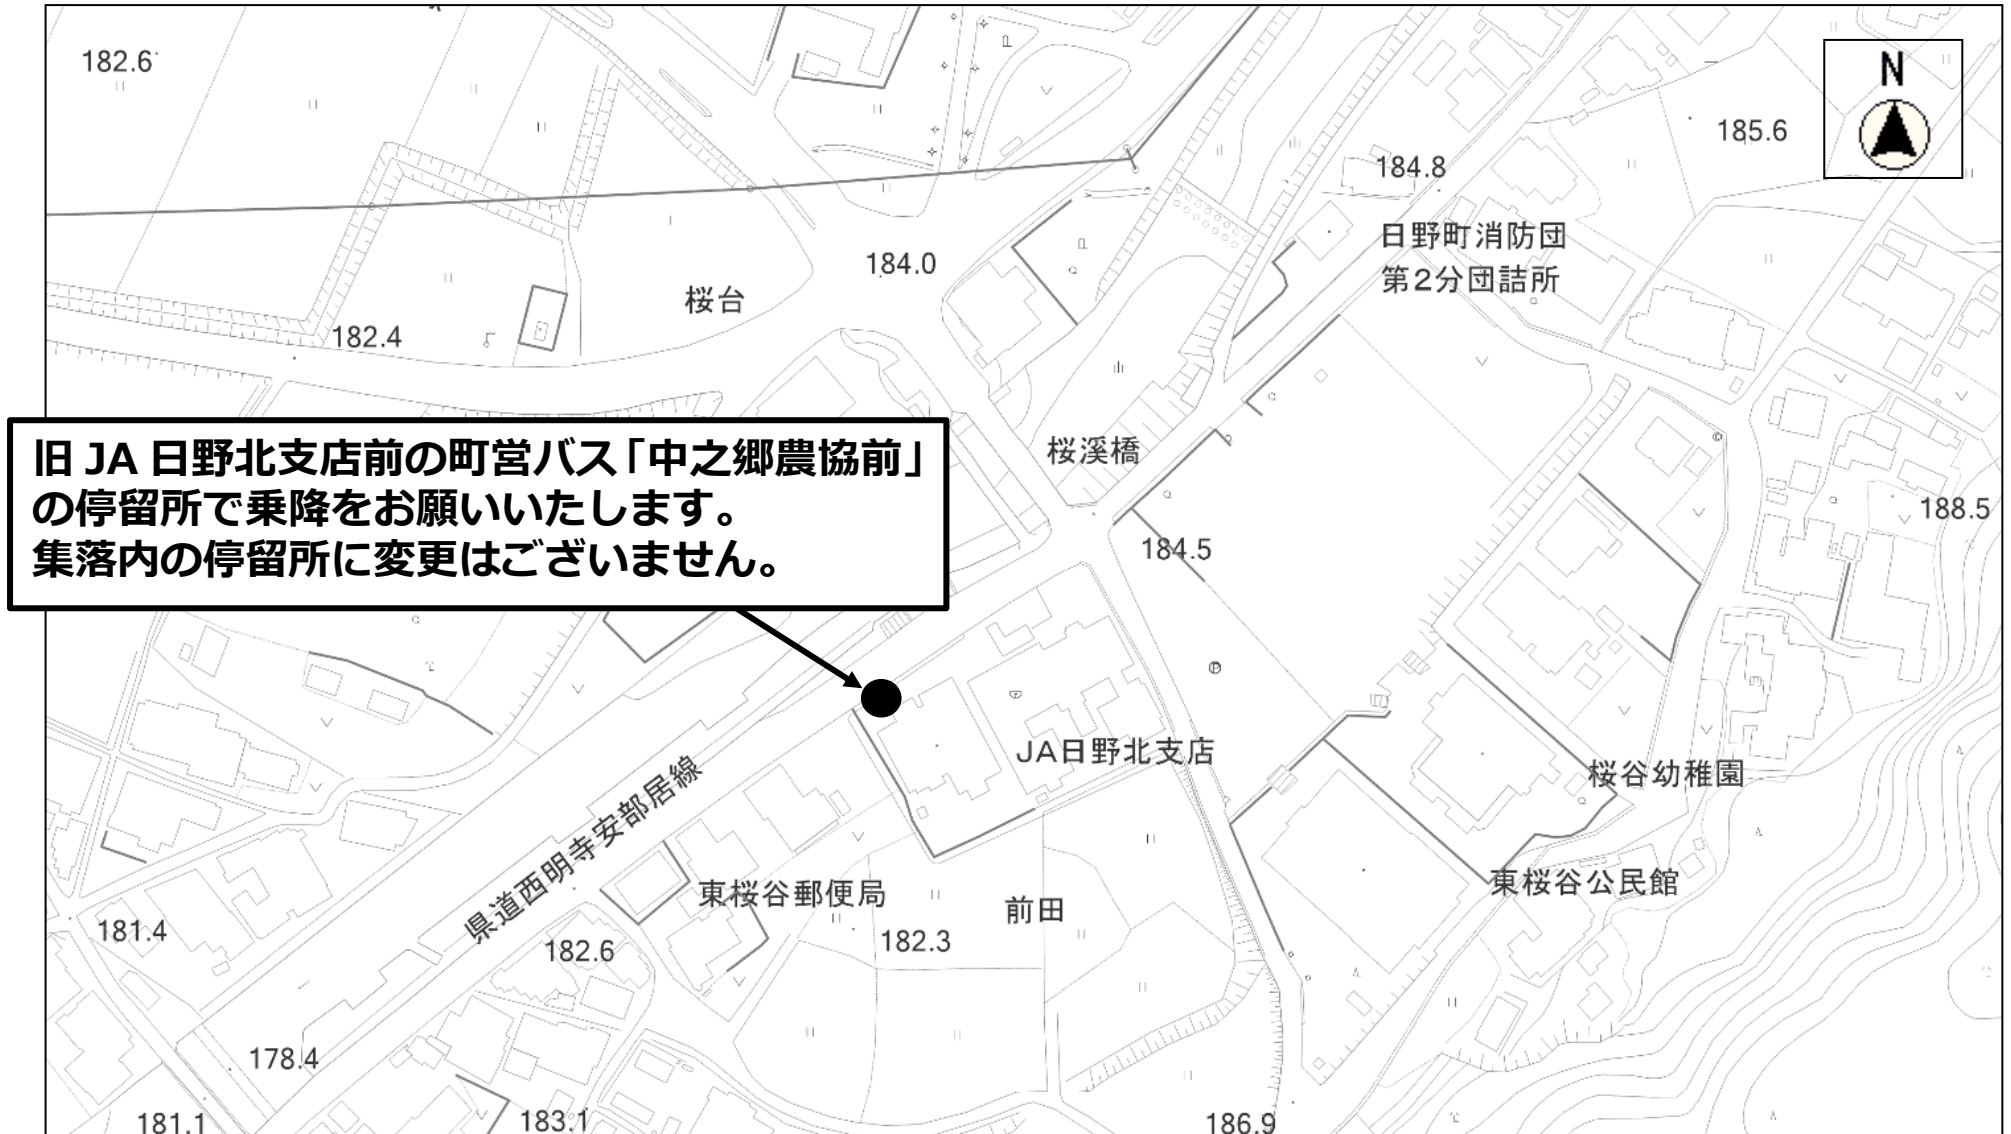 182.6
N
185.6
184.8
日野町消防団
第2分団詰所
184.0
桜台
182.4
旧 JA 日野北支店前の町営バス「中之郷農協前」
の停留所で乗降をお願いいたします。
集落内の停留所に変更はございません。
桜溪橋
188.5
184.5
JA日野北支店
県道西明寺安部居線
桜谷幼稚園
東桜谷郵便局
前田
東桜谷公民館
181.4
182.6
182.3
178.4
181.1
183.1
186.9